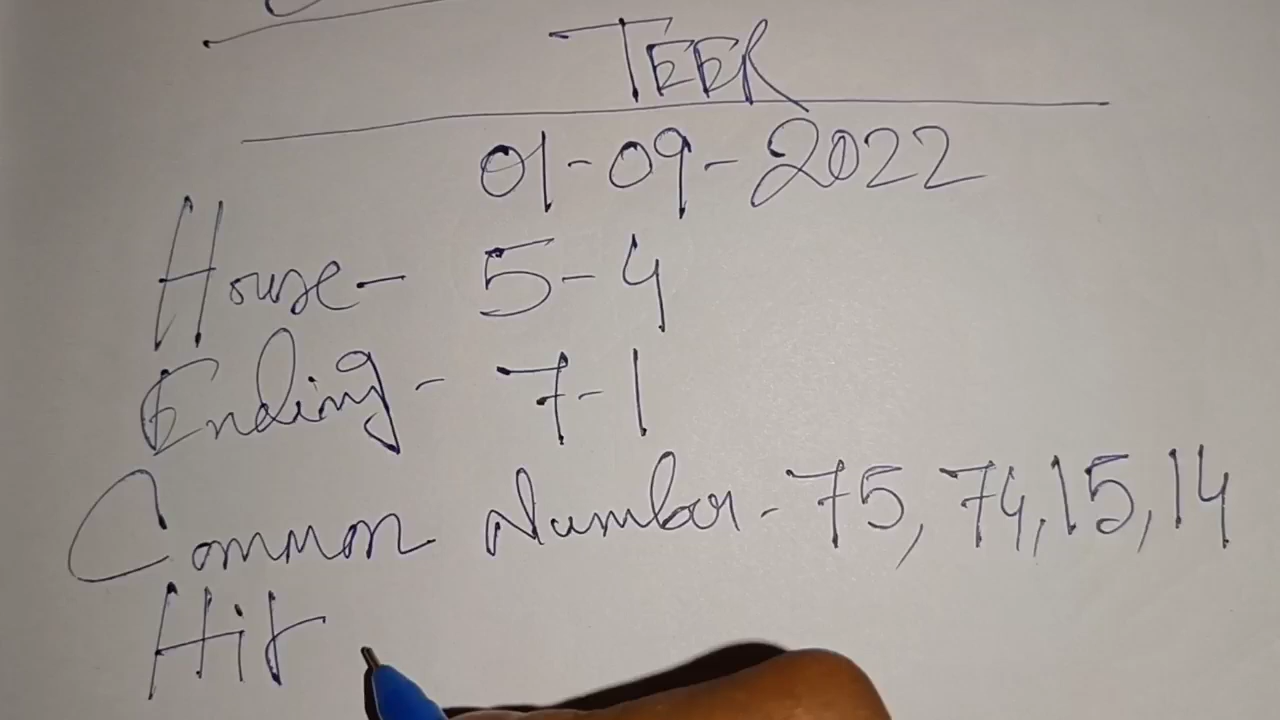 TEER
01-09-2022
House- 5-4
Ending- 7-1
Common Number- 75, 74, 15, 14
Hit